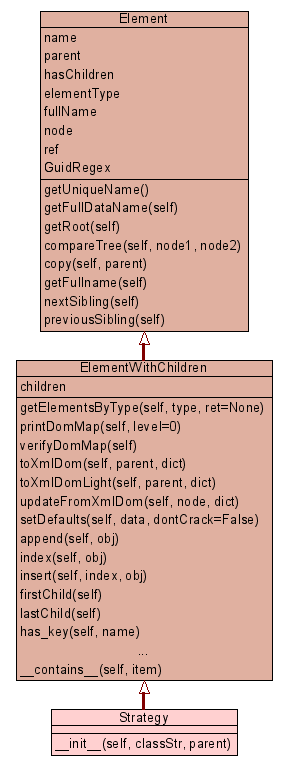 Element
name
parent
hasChildren
elementType
fullName
node
ref
GuidRegex
getUniqueName()
getFullDataName(self)
getRoot(self)
compareTree(self, node1, node2)
copy(self, parent)
getFullname(self)
nextSibling(self)
previousSibling(self)
ElementWithChildren
children
getElementsByType(self, type, ret=None)
printDomMap(self, level=0)
verifyDomMap(self)
toXmlDom(self, parent, dict)
toXmlDomLight(self, parent, dict)
updateFromXmlDom(self, node, dict)
setDefaults(self, data, dontCrack=False)
append(self, obj)
index(self, obj)
insert(self, index, obj)
firstChild(self)
lastChild(self)
has_key(self, name)
...
__contains__(self, item)
Strategy
__init__(self, classStr, parent)